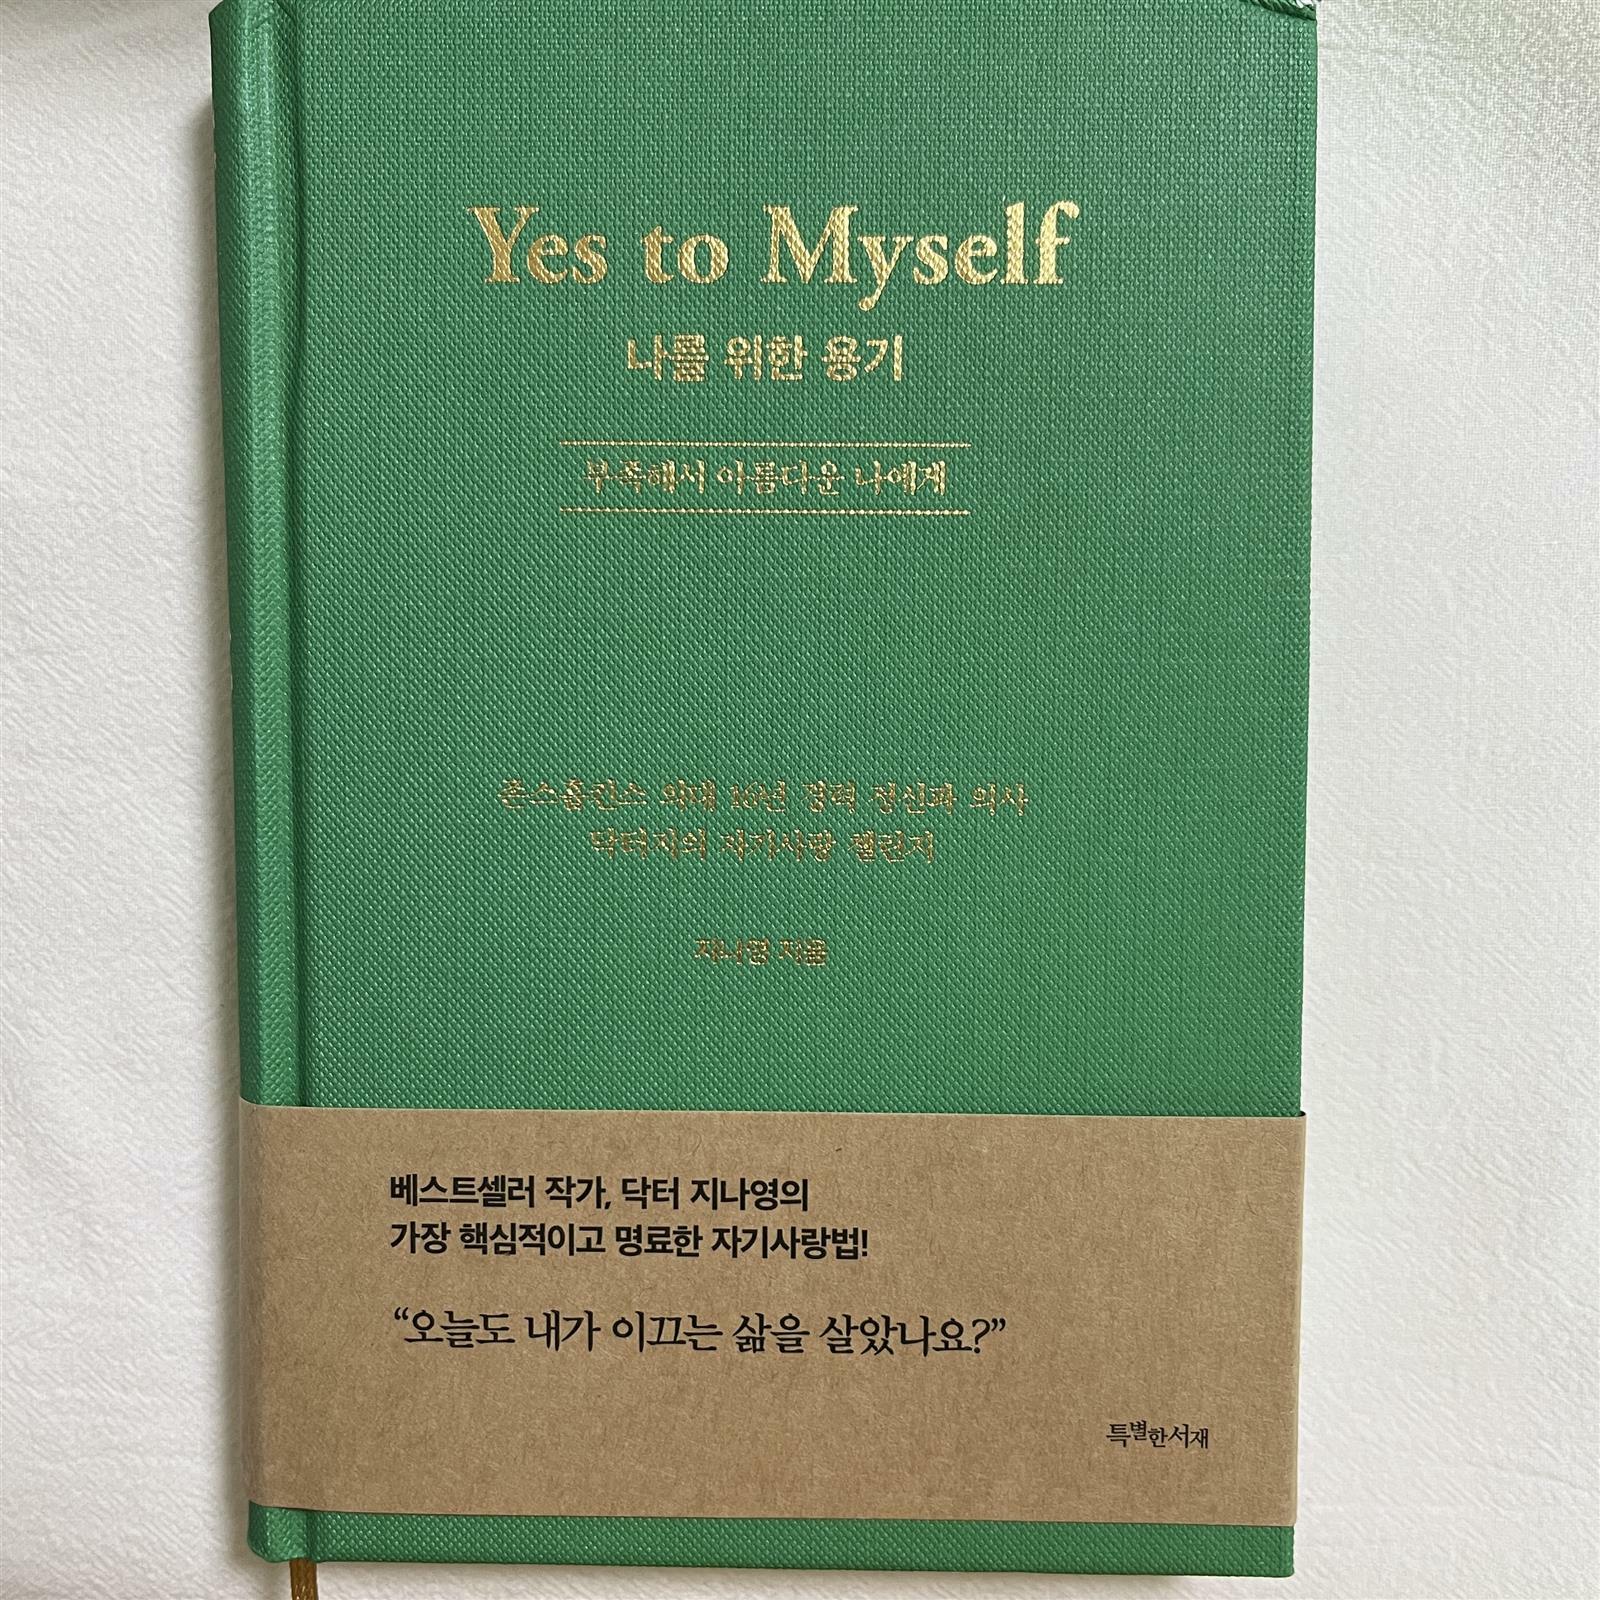 Yes to Myself
나를 위한 용기
부족해서 아름다운 나에게
존스홉킨스 의대 16년 경력 정신과 의사
닥터지의 자기사랑 챌린지
지나영 지음
베스트셀러 작가, 닥터 지나영의
가장 핵심적이고 명료한 자기사랑법!
“오늘도 내가 이끄는 삶을 살았나요?”
특별한서재